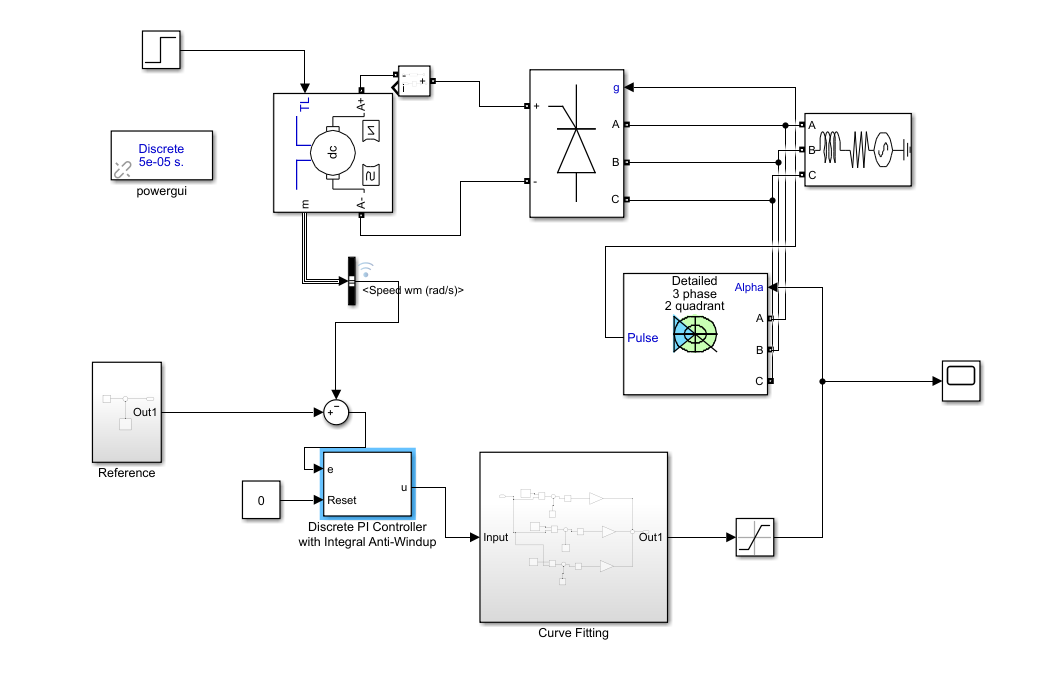 TL
A+
-
i
+
dc
m
A-
Discrete
5e-05 s.
powergui
+
-
g
A
B
C
A
B
C
<Speed wm (rad/s)>
Detailed
3 phase
2 quadrant
Alpha
Pulse
A
B
C
Out1
Reference
+
−
0
e
Reset
u
Discrete PI Controller
with Integral Anti-Windup
Input
Out1
Curve Fitting